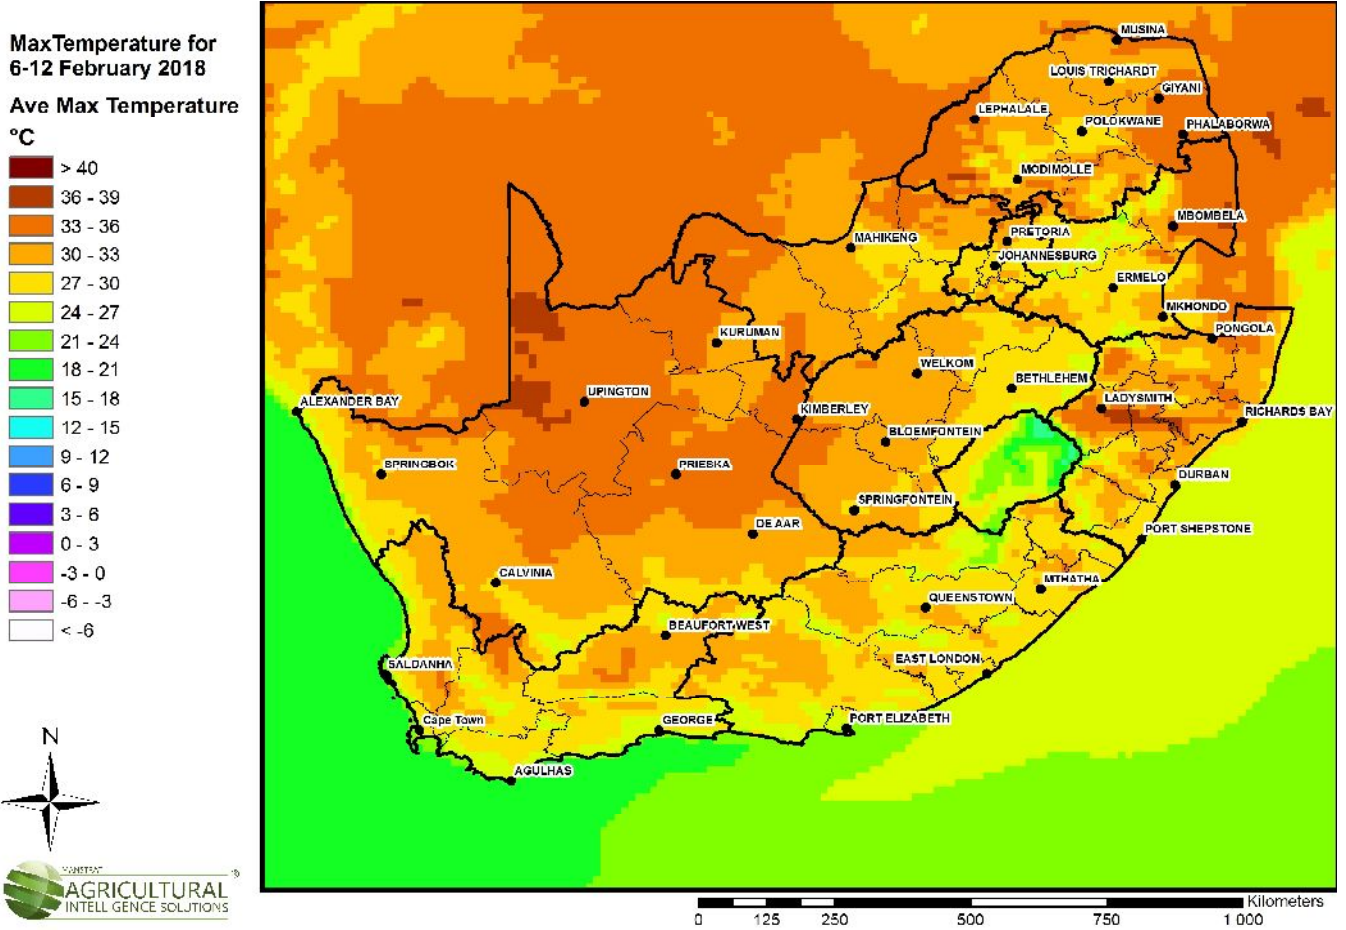 MaxTemperature for
6-12 February 2018
Ave Max Temperature
°C
> 40
36 - 39
33 - 36
30 - 33
27 - 30
24 - 27
21 - 24
18 - 21
15 - 18
12 - 15
9 - 12
6 - 9
3 - 6
0 - 3
-3 - 0
-6 - -3
< -6
N
MANSTRAT
AGRICULTURAL
INTELL GENCE SOLUTIONS
®
MUSINA
LOUIS TRICHARDT
GIYANI
LEPHALALE
POLOKWANE
PHALABORWA
MODIMOLLE
MBOMBELA
PRETORIA
MAHIKENG
JOHANNESBURG
ERMELO
MKHONDO
PONGOLA
KURUMAN
WELKOM
BETHLEHEM
UPINGTON
ALEXANDER BAY
LADYSMITH
KIMBERLEY
RICHARDS BAY
BLOEMFONTEIN
SPRINGBOK
PRIESKA
DURBAN
SPRINGFONTEIN
DE AAR
PORT SHEPSTONE
CALVINIA
MTHATHA
QUEENSTOWN
BEAUFORT-WEST
EAST LONDON
SALDANHA
Cape Town
GEORGE
PORT ELIZABETH
AGULHAS
Kilometers
0 125 250 500 750 1 000